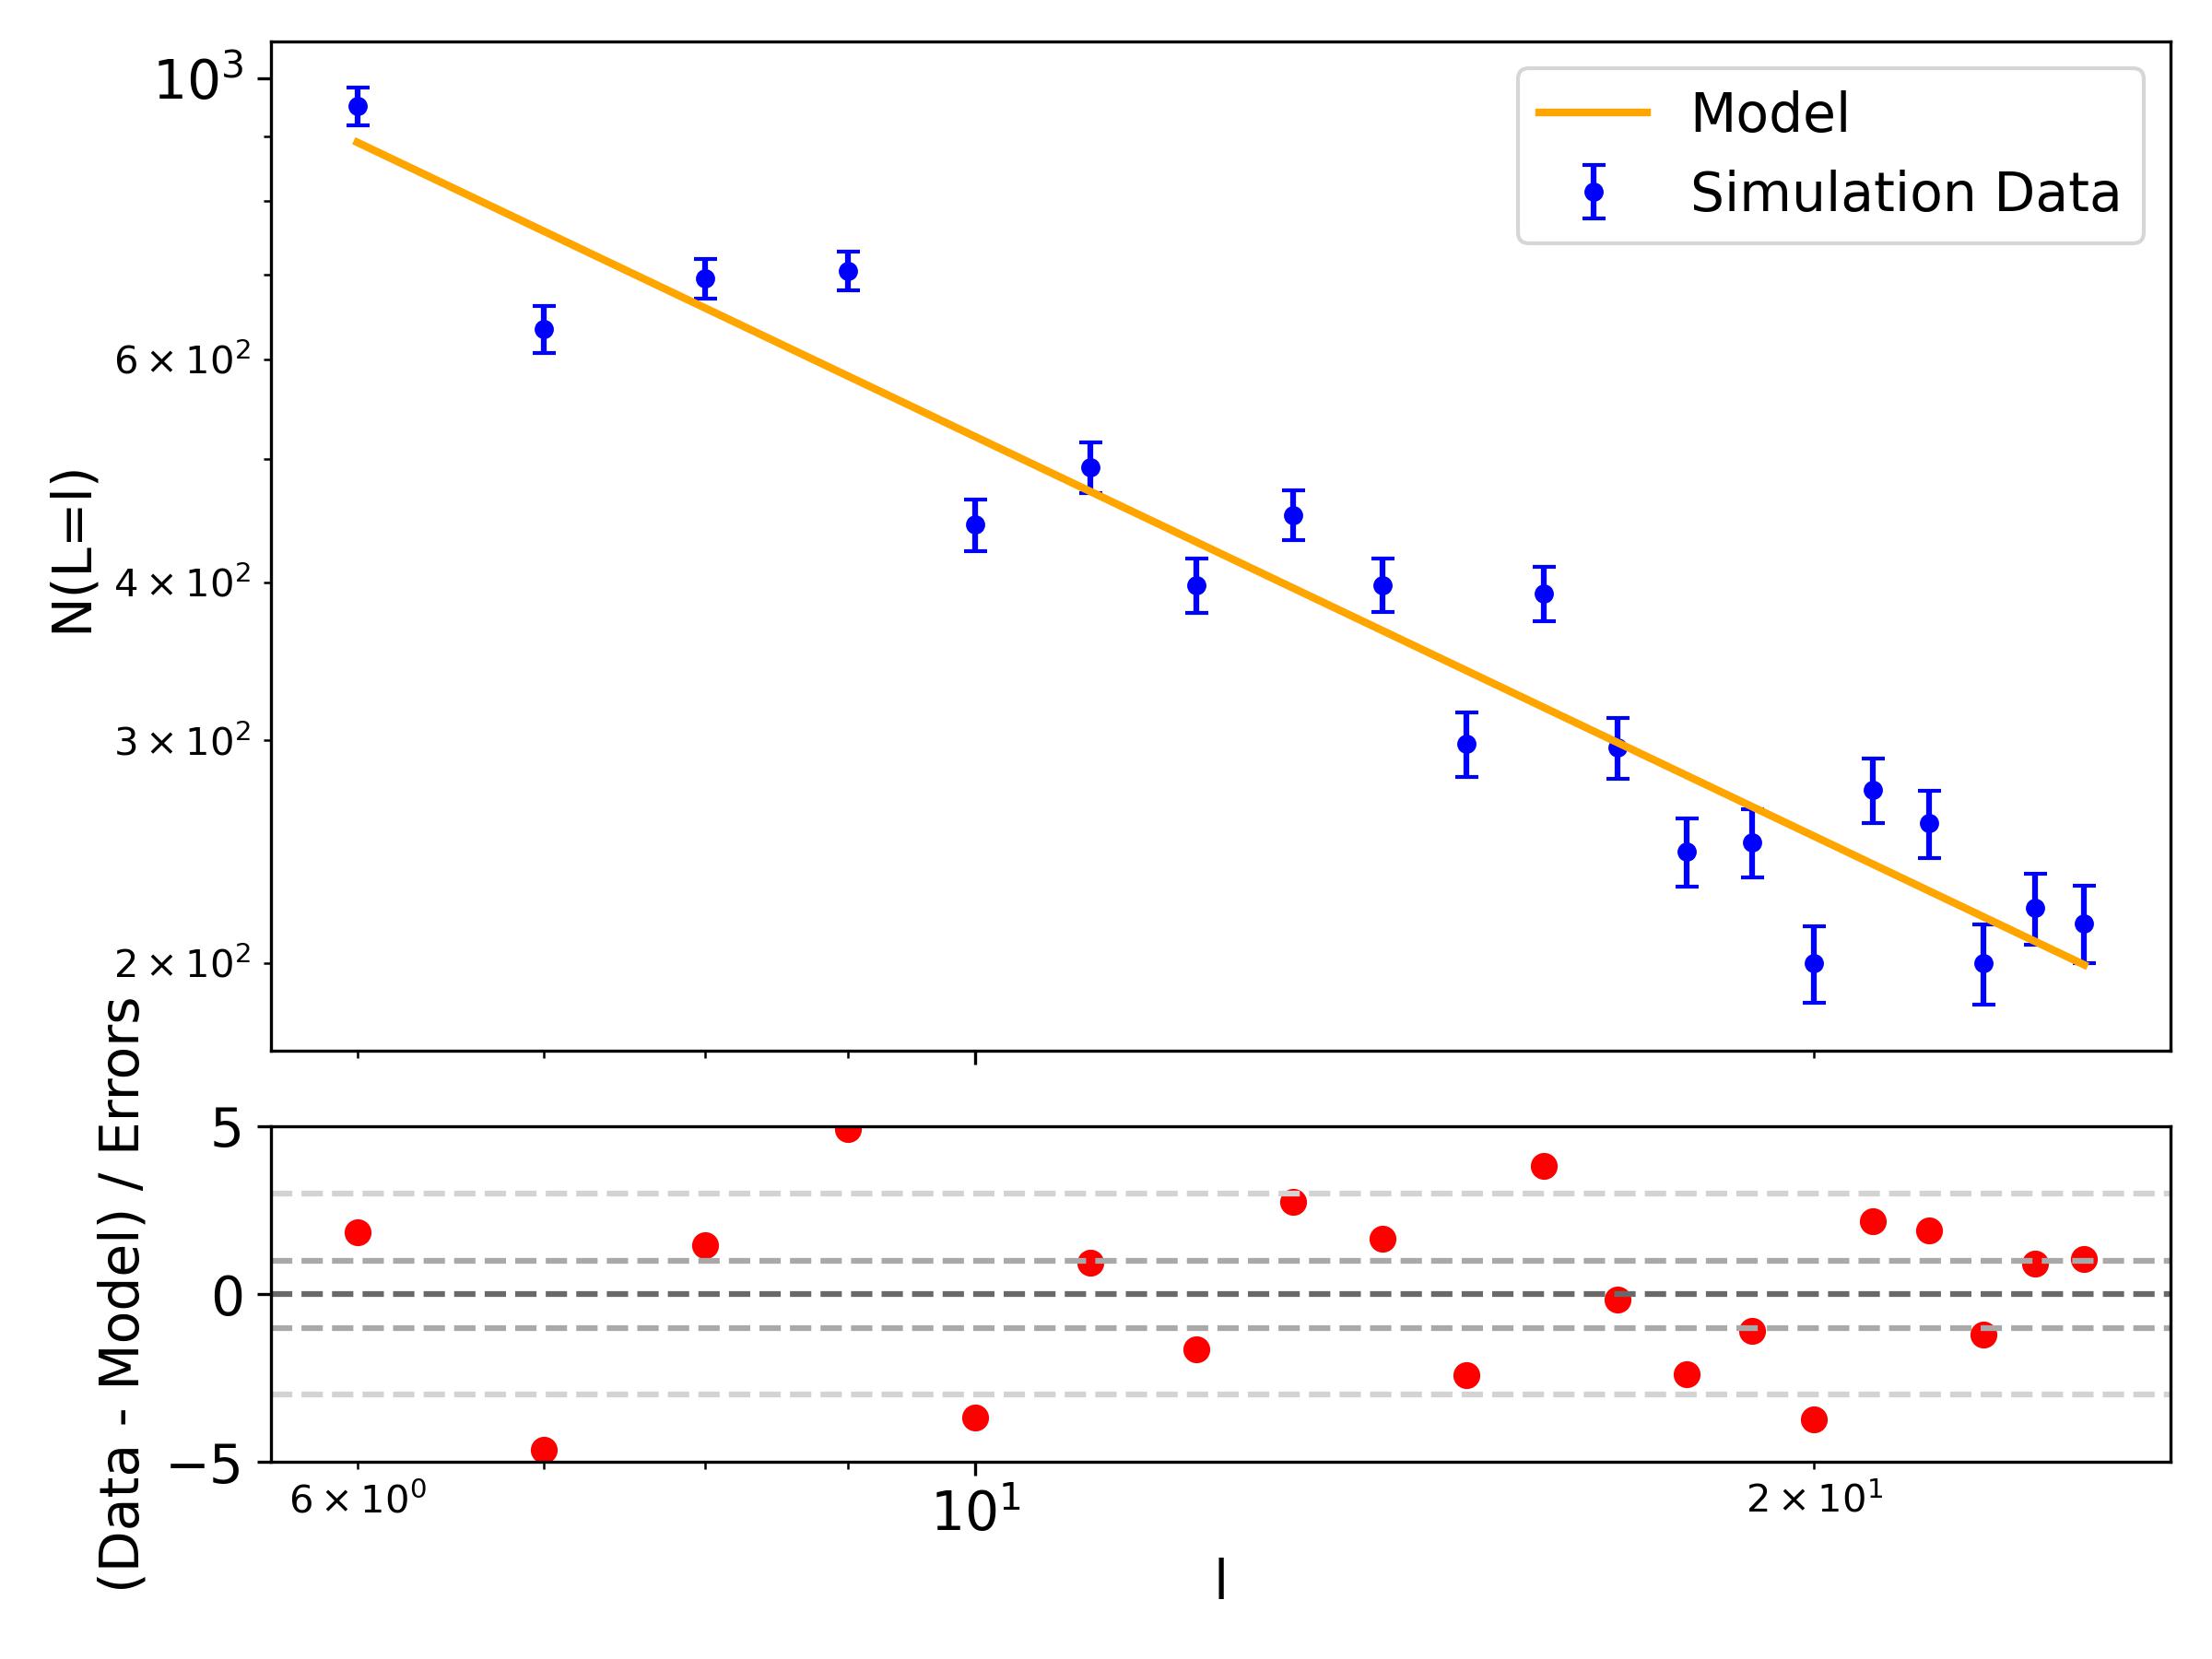 10³
6 × 10²
4 × 10²
3 × 10²
2 × 10²
N(L=l)
Model
Simulation Data
5
0
−5
(Data - Model) / Errors
6 × 10⁰
10¹
2 × 10¹
l